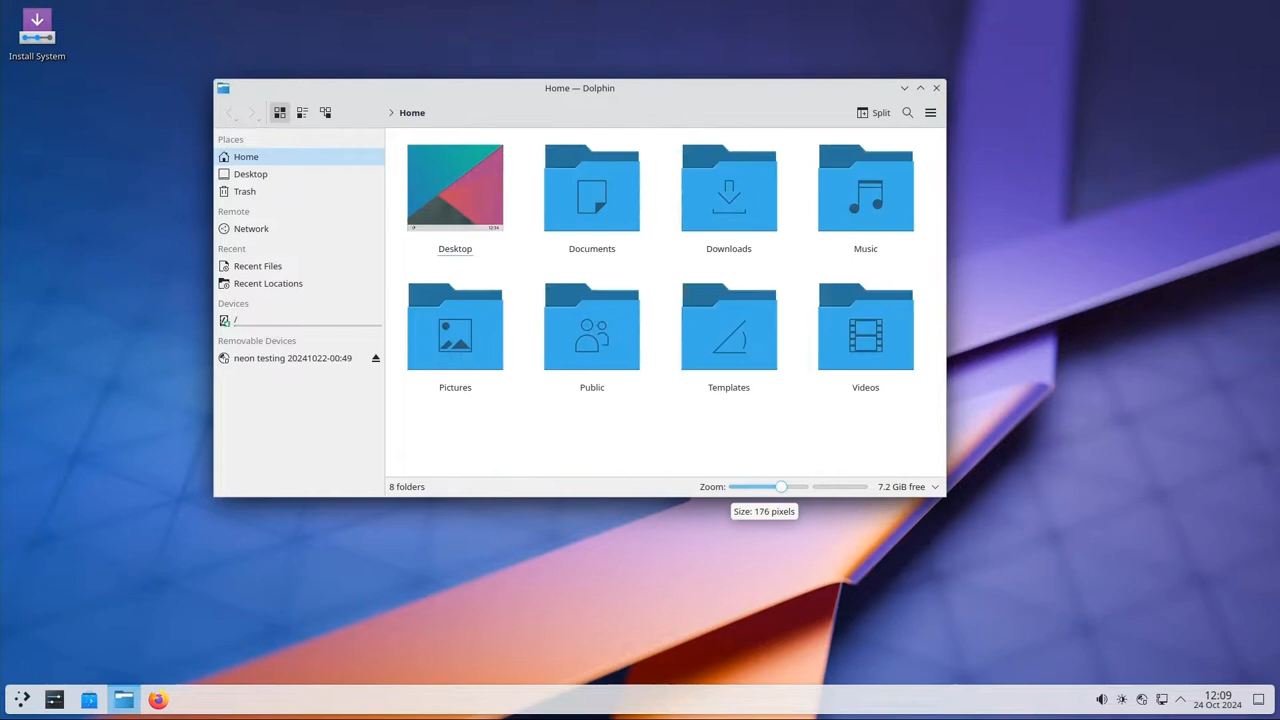 Install System
Home — Dolphin
Home
Split
Places
Home
Desktop
Trash
Remote
Network
Recent
Recent Files
Recent Locations
Devices
/
Removable Devices
neon testing 20241022-00:49
Desktop
Documents
Downloads
Music
Pictures
Public
Templates
Videos
8 folders
Zoom:
7.2 GiB free
Size: 176 pixels
12:09
24 Oct 2024